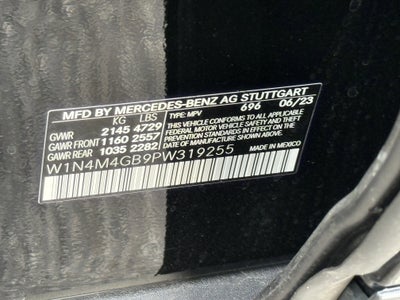 MFD BY MERCEDES-BENZ AG STUTTGART
KG LBS TYPE: MPV 696 06/23
GVWR 2145 4729 THIS VEHICLE CONFORMS TO ALL APPLICABLE
GAWR FRONT 1160 2557 U.S. FEDERAL MOTOR VEHICLE SAFETY, BUMPER, AND THEFT
GAWR REAR 1035 2282 PREVENTION STANDARDS IN EFFECT ON THE DATE OF
MANUFACTURE SHOWN ABOVE.
W1N4M4GB9PW319255
MADE IN MEXICO